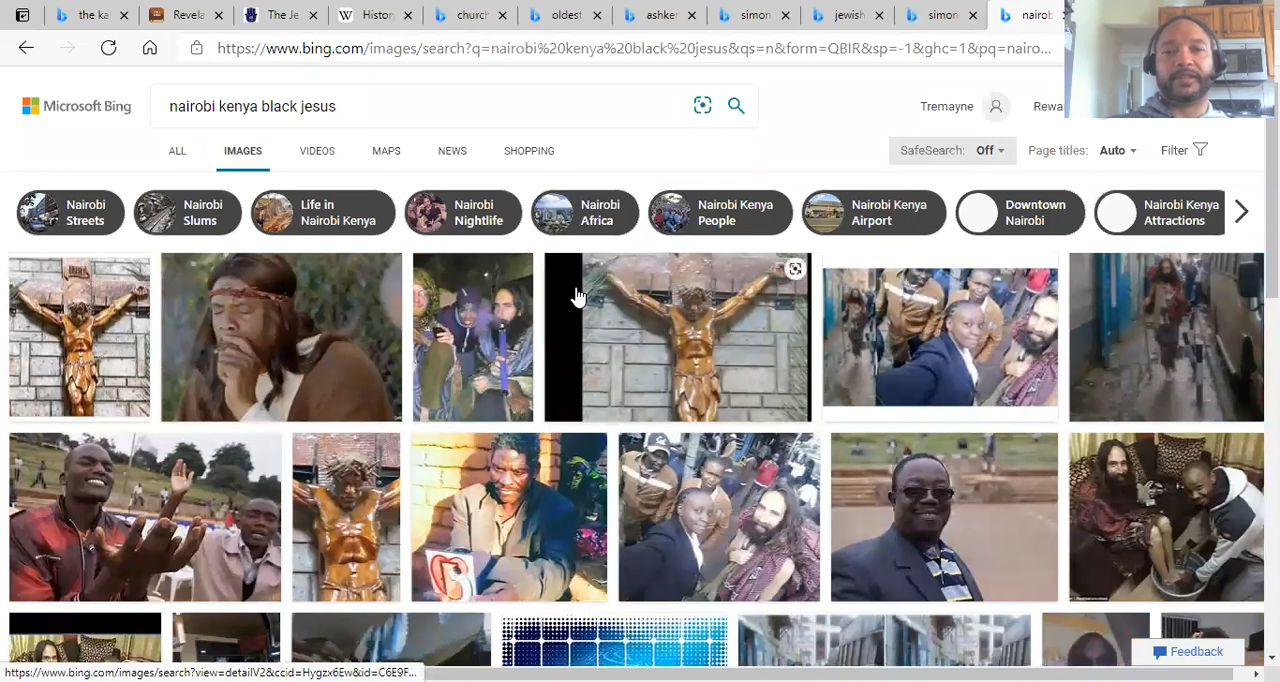 the ka
Revela
The Je
Histor
church
oldest
ashker
simon
jewish
simon
nairob
https://www.bing.com/images/search?q=nairobi%20kenya%20black%20jesus&qs=n&form=QBIR&sp=-1&ghc=1&pq=nairo...
Microsoft Bing
nairobi kenya black jesus
Tremayne
Rewa
ALL
IMAGES
VIDEOS
MAPS
NEWS
SHOPPING
SafeSearch: Off
Page titles: Auto
Filter
Nairobi
Streets
Nairobi
Slums
Life in
Nairobi Kenya
Nairobi
Nightlife
Nairobi
Africa
Nairobi Kenya
People
Nairobi Kenya
Airport
Downtown
Nairobi
Nairobi Kenya
Attractions
Feedback
https://www.bing.com/images/search?view=detailV2&ccid=Hygzx6Ew&id=C6E9F...